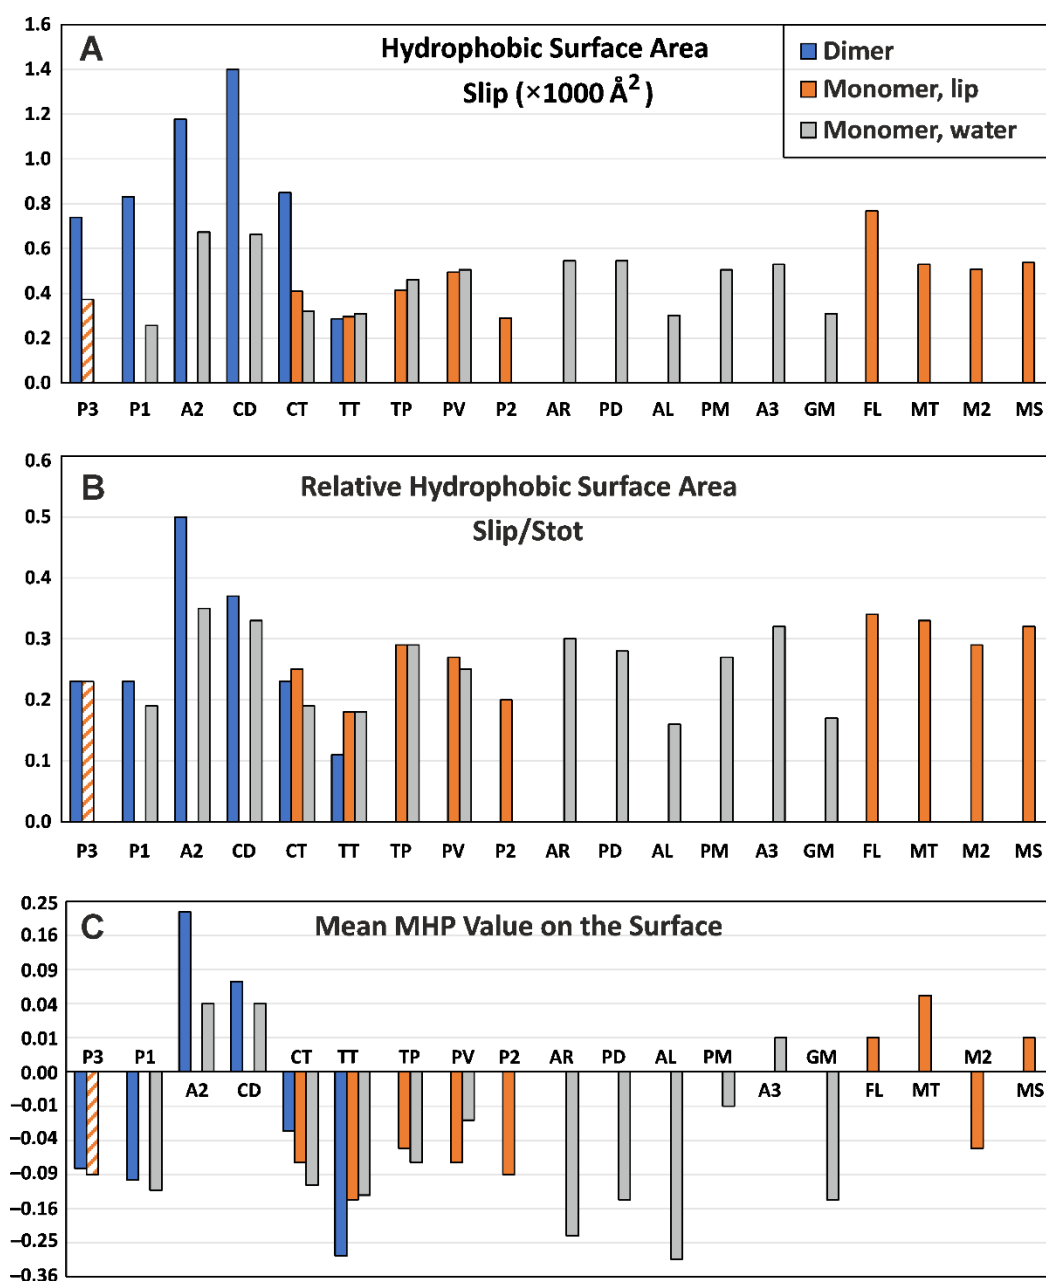 A
Hydrophobic Surface Area
Slip (×1000 Å²)
Dimer
Monomer, lip
Monomer, water
1.6
1.4
1.2
1.0
0.8
0.6
0.4
0.2
0.0
P3 P1 A2 CD CT TT TP PV P2 AR PD AL PM A3 GM FL MT M2 MS
B
Relative Hydrophobic Surface Area
Slip/Stot
0.6
0.5
0.4
0.3
0.2
0.1
0.0
P3 P1 A2 CD CT TT TP PV P2 AR PD AL PM A3 GM FL MT M2 MS
C
Mean MHP Value on the Surface
0.25
0.16
0.09
0.04
0.01
0.00
–0.01
–0.04
–0.09
–0.16
–0.25
–0.36
P3 P1 CT TT TP PV P2 AR PD AL PM GM M2
A2 CD A3 FL MT MS